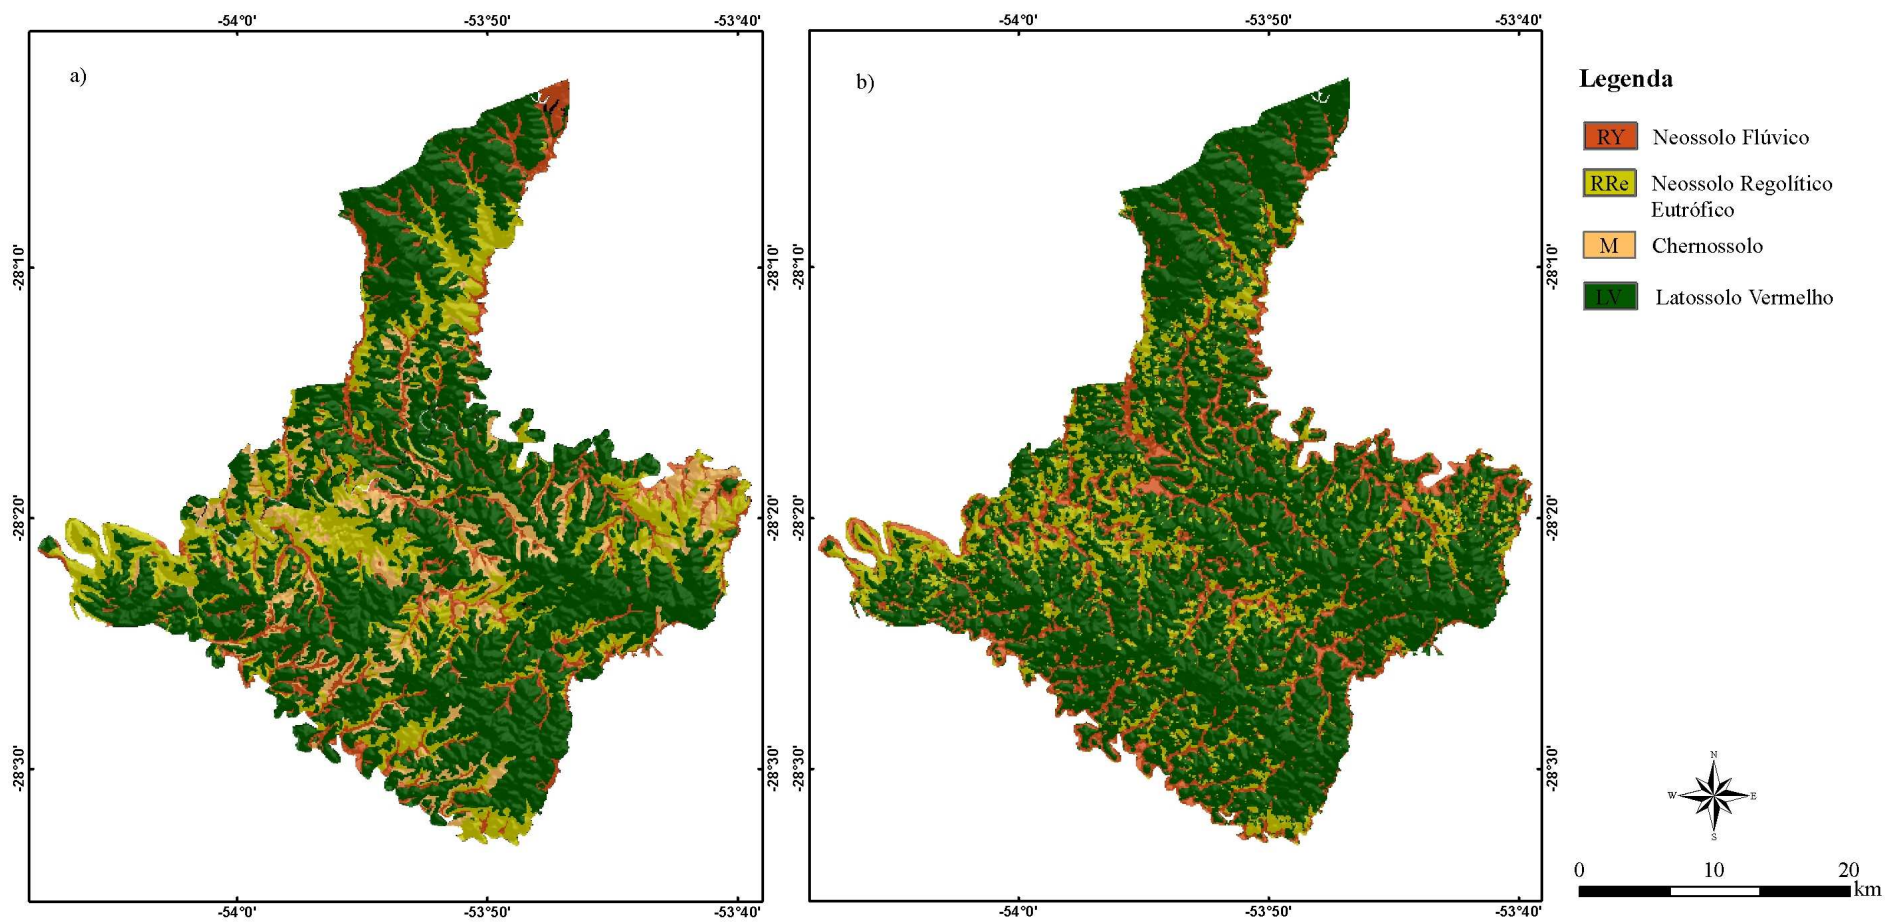 -54°0'
-53°50'
-53°40'
-54°0'
-53°50'
-53°40'
a)
b)
Legenda
RY Neossolo Flúvico
RRe Neossolo Regolítico
Eutrófico
M Chernossolo
LV Latossolo Vermelho
-28°10'
-28°10'
-28°10'
-28°20'
-28°20'
-28°20'
-28°30'
-28°30'
-28°30'
N
W
E
S
0 10 20
km
-54°0'
-53°50'
-53°40'
-54°0'
-53°50'
-53°40'